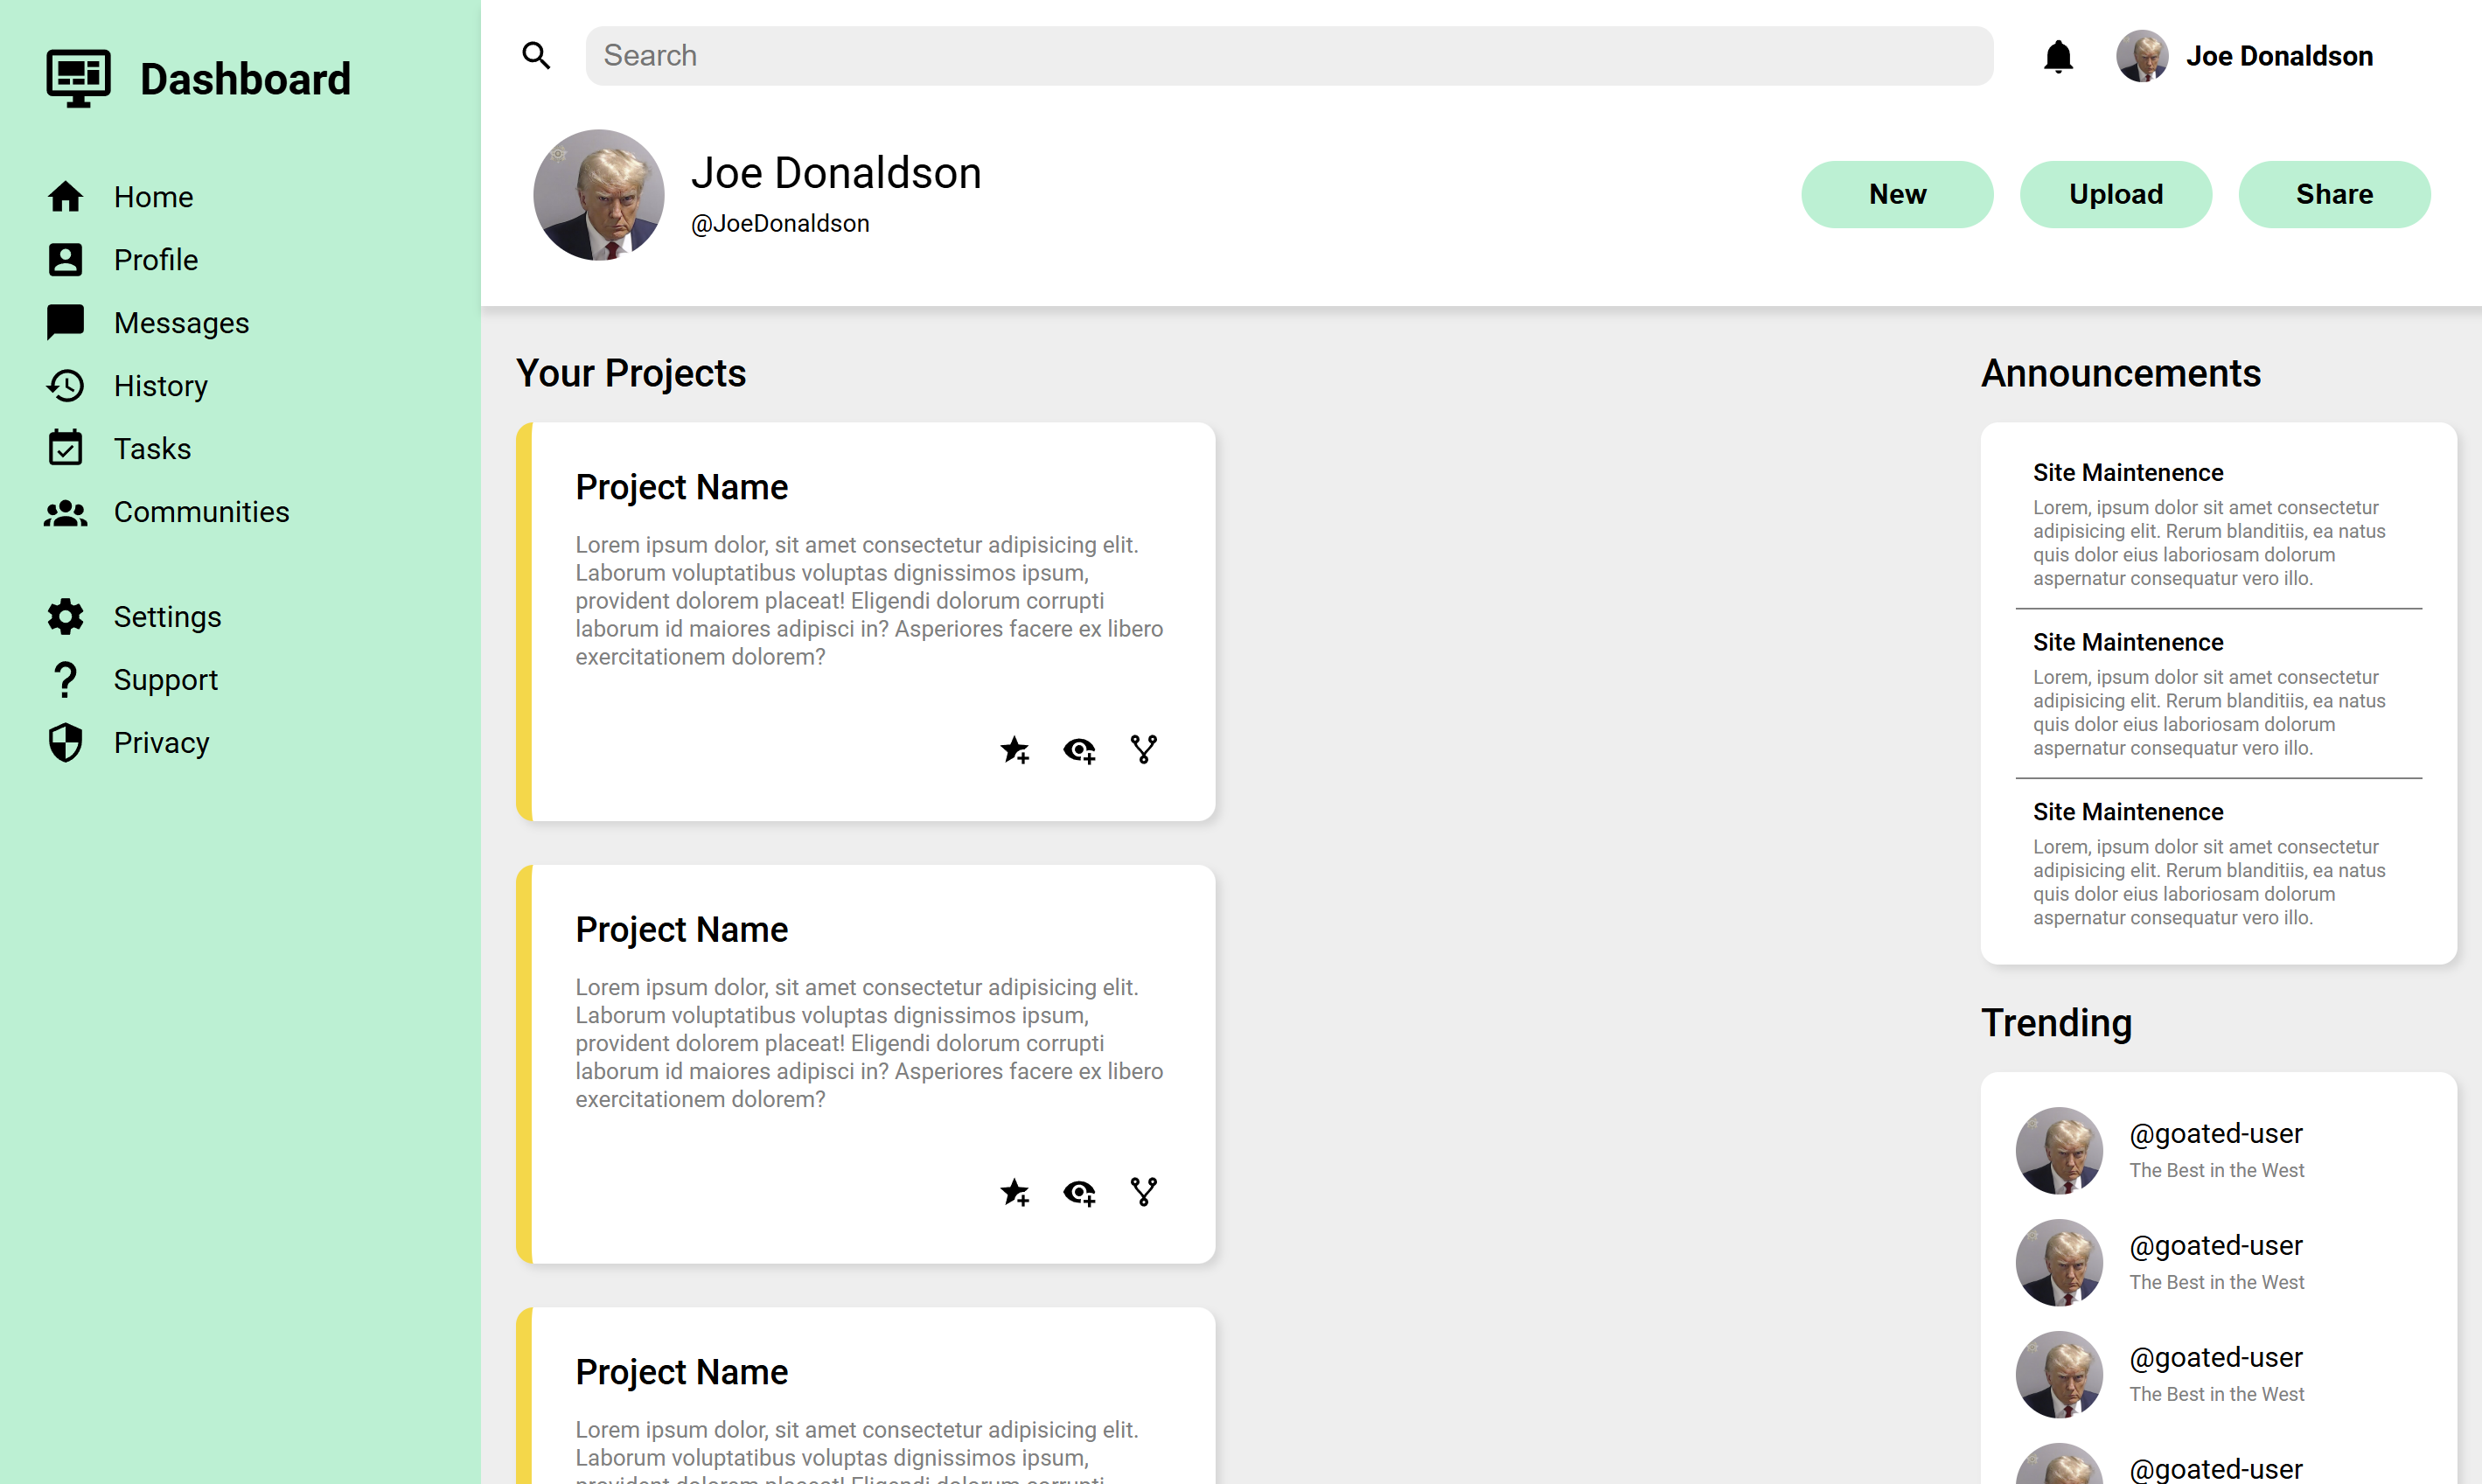 Dashboard
Home
Profile
Messages
History
Tasks
Communities
Settings
Support
Privacy
Search
Joe Donaldson
Joe Donaldson
@JoeDonaldson
New
Upload
Share
Your Projects
Project Name
Lorem ipsum dolor, sit amet consectetur adipisicing elit.
Laborum voluptatibus voluptas dignissimos ipsum,
provident dolorem placeat! Eligendi dolorum corrupti
laborum id maiores adipisci in? Asperiores facere ex libero
exercitationem dolorem?
Project Name
Lorem ipsum dolor, sit amet consectetur adipisicing elit.
Laborum voluptatibus voluptas dignissimos ipsum,
provident dolorem placeat! Eligendi dolorum corrupti
laborum id maiores adipisci in? Asperiores facere ex libero
exercitationem dolorem?
Project Name
Lorem ipsum dolor, sit amet consectetur adipisicing elit.
Laborum voluptatibus voluptas dignissimos ipsum,
provident dolorem placeat! Eligendi dolorum corrupti
Announcements
Site Maintenence
Lorem, ipsum dolor sit amet consectetur
adipisicing elit. Rerum blanditiis, ea natus
quis dolor eius laboriosam dolorum
aspernatur consequatur vero illo.
Site Maintenence
Lorem, ipsum dolor sit amet consectetur
adipisicing elit. Rerum blanditiis, ea natus
quis dolor eius laboriosam dolorum
aspernatur consequatur vero illo.
Site Maintenence
Lorem, ipsum dolor sit amet consectetur
adipisicing elit. Rerum blanditiis, ea natus
quis dolor eius laboriosam dolorum
aspernatur consequatur vero illo.
Trending
@goated-user
The Best in the West
@goated-user
The Best in the West
@goated-user
The Best in the West
@goated-user